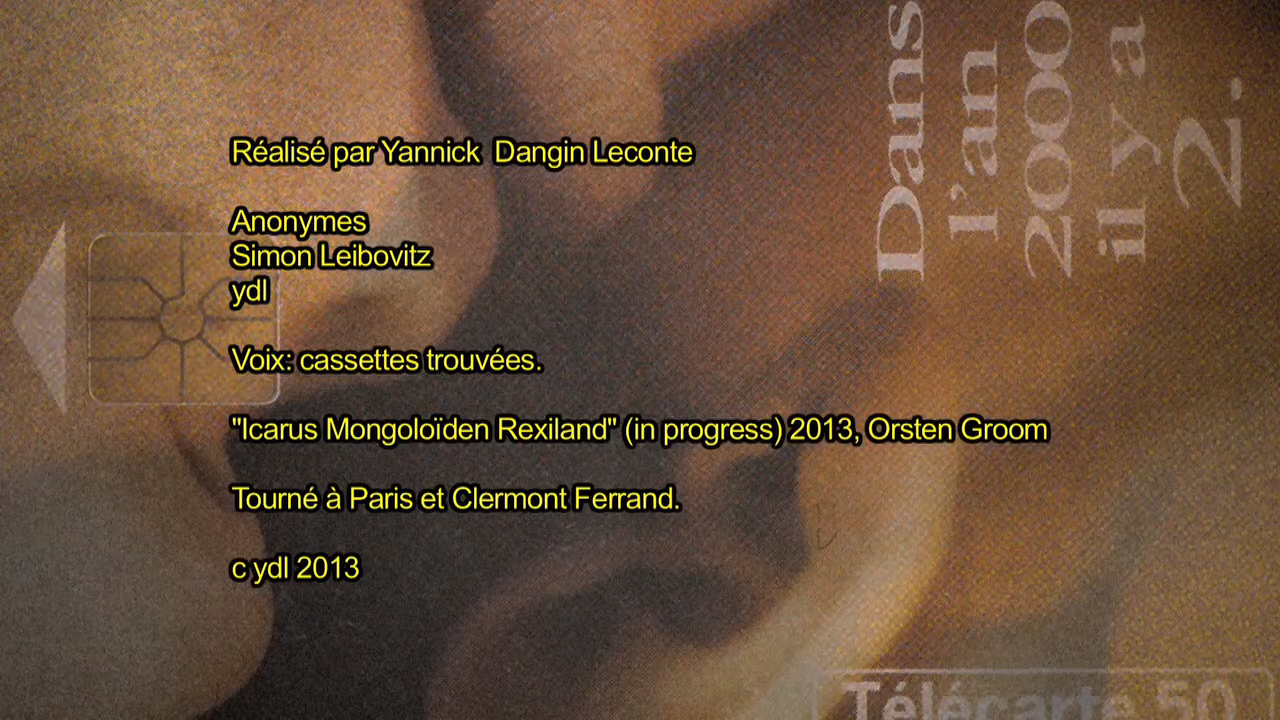 Réalisé par Yannick Dangin Leconte
Anonymes
Simon Leibovitz
ydl
Voix: cassettes trouvées.
"Icarus Mongoloïden Rexiland" (in progress) 2013, Orsten Groom
Tourné à Paris et Clermont Ferrand.
c ydl 2013
Dans
l'an
2000
il y a
2.
Télécarte 50